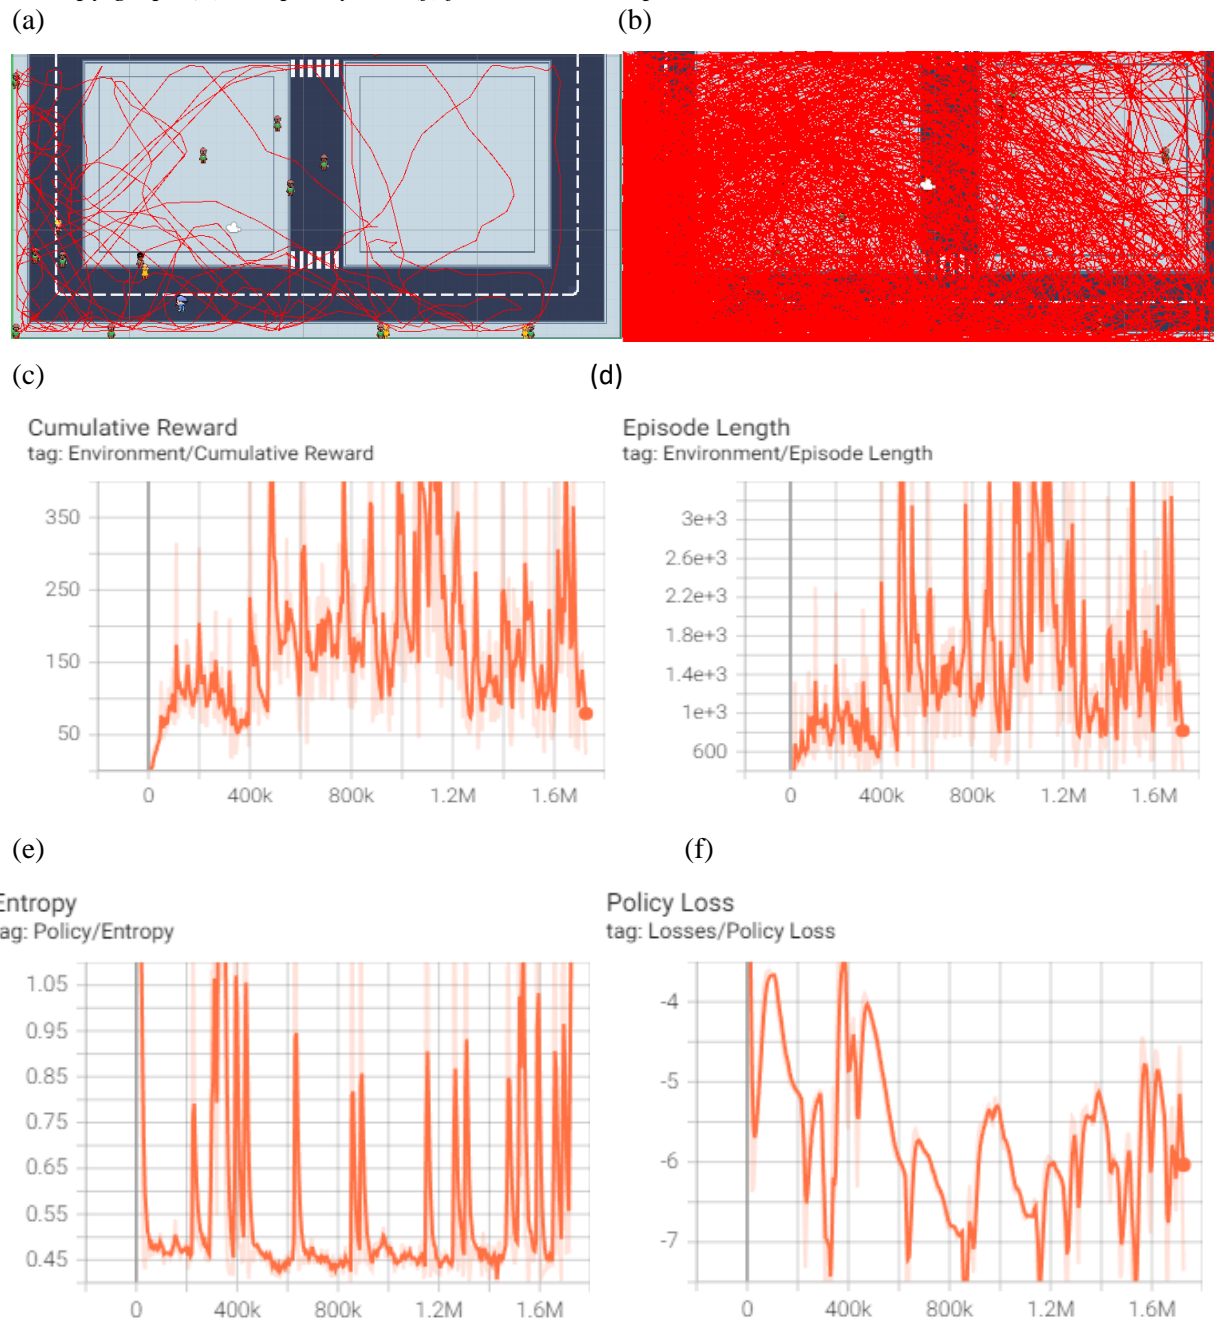 (a) (b)
(c) (d)
Cumulative Reward
tag: Environment/Cumulative Reward
350
250
150
50
0 400k 800k 1.2M 1.6M
Episode Length
tag: Environment/Episode Length
3e+3
2.6e+3
2.2e+3
1.8e+3
1.4e+3
1e+3
600
0 400k 800k 1.2M 1.6M
(e) (f)
Entropy
tag: Policy/Entropy
1.05
0.95
0.85
0.75
0.65
0.55
0.45
0 400k 800k 1.2M 1.6M
Policy Loss
tag: Losses/Policy Loss
-4
-5
-6
-7
0 400k 800k 1.2M 1.6M